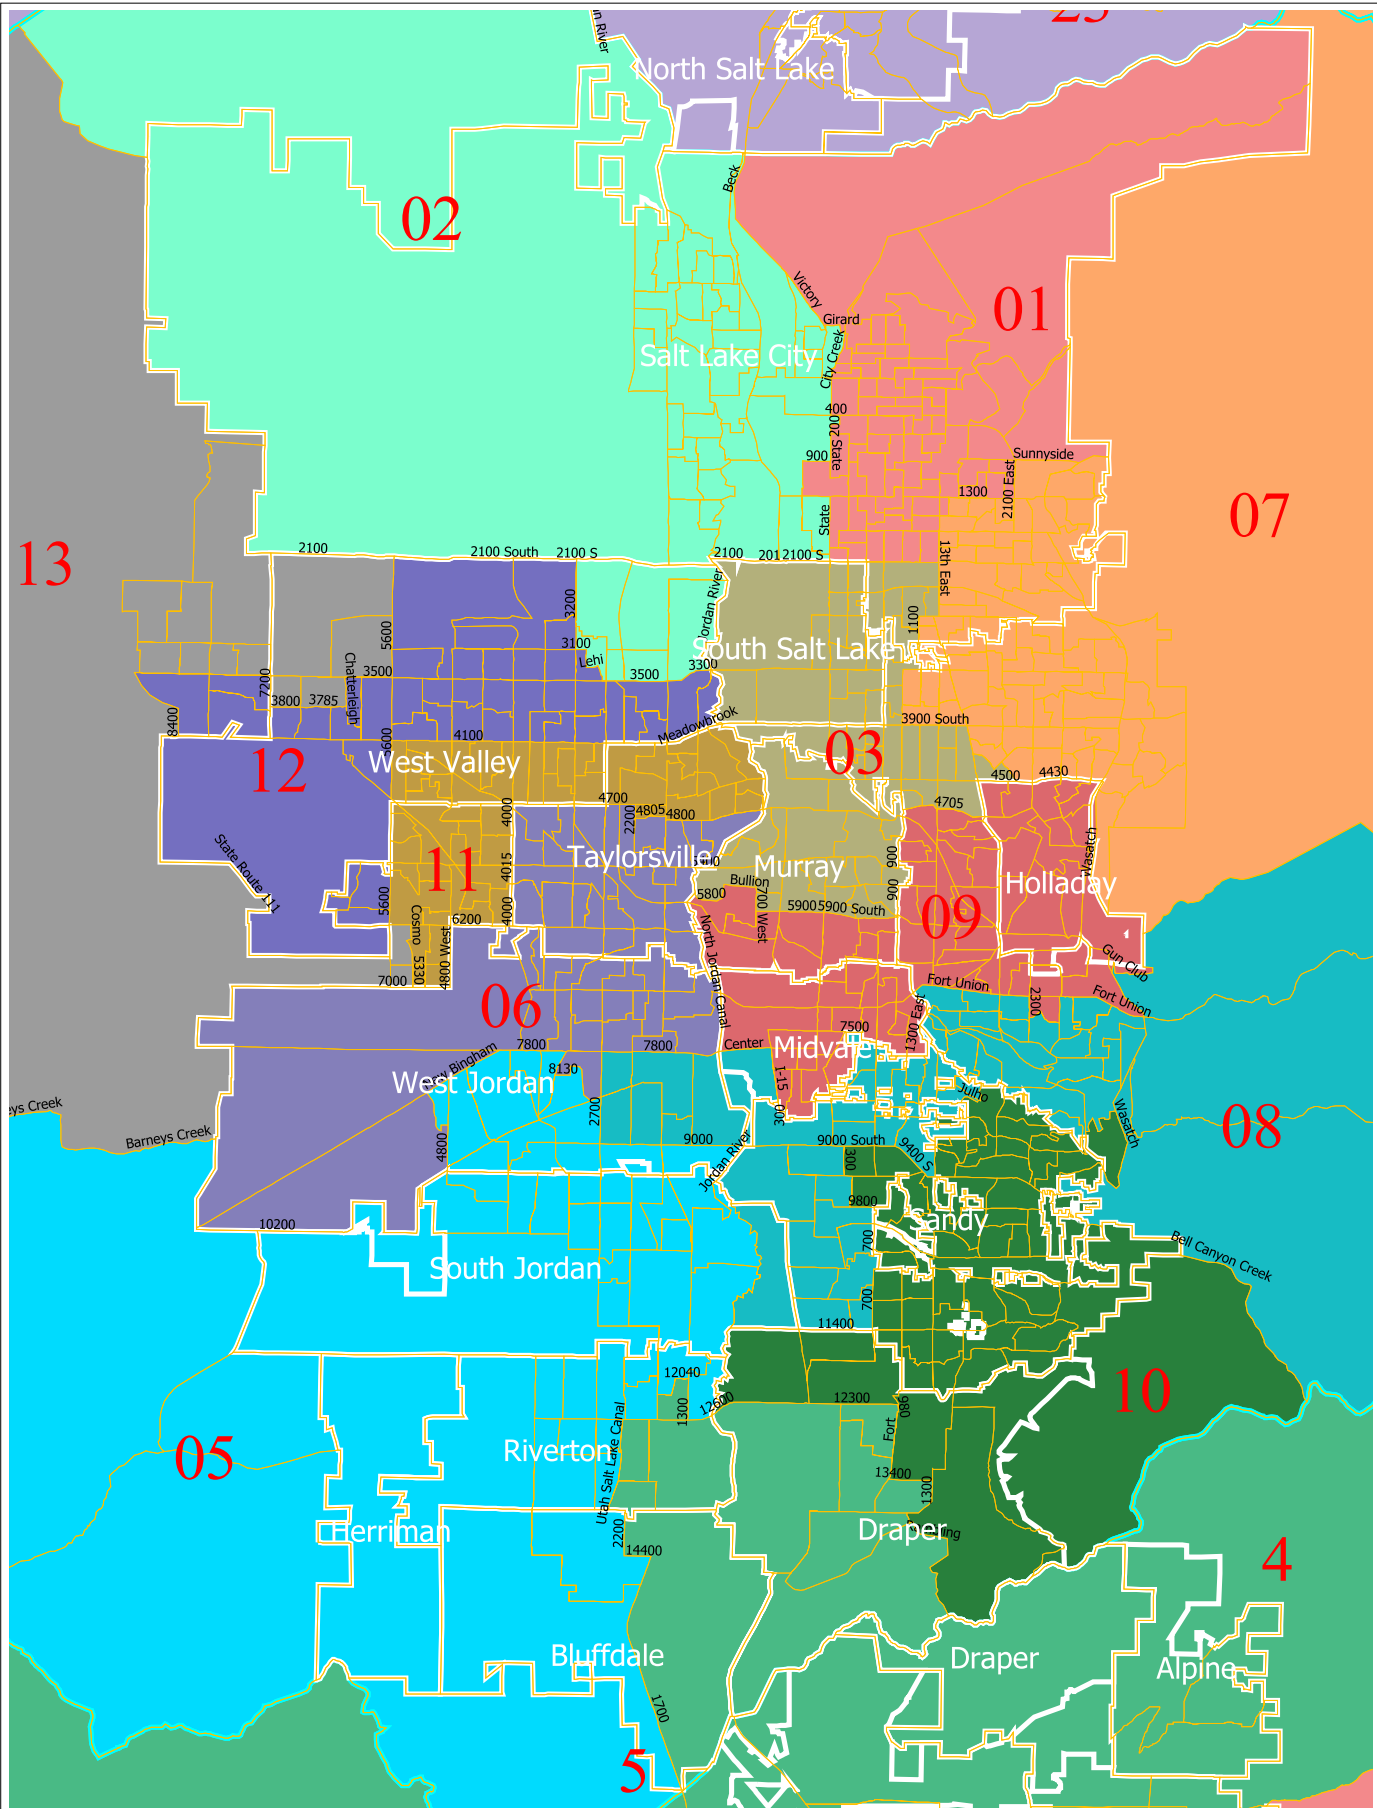 North Salt Lake
Beck
02
Victory
01
Girard
Salt Lake City
City Creek
400
200
State
900
Sunnyside
1300
2100 East
State
07
13
2100
2100 South
2100 S
2100
201
2100 S
13th East
3200
Jordan River
1100
5600
3100
Lehi
South Salt Lake
3300
3500
3500
Chatterleigh
7200
3800
3785
8400
3900 South
Meadowbrook
4100
5600
03
12
West Valley
4500
4430
4700
4805
4800
4705
4000
2200
State Route 111
11
4015
Taylorsville
Murray
900
900
Wasatch
Holladay
Bullion
5800
700 West
5900
5900 South
09
5600
Cosmo
6200
4000
4800 West
5330
7000
North Jordan Canal
Gun Club
Fort Union
2300
Fort Union
06
7500
1300 East
7800
7800
Center
Midvale
West Jordan
8130
I-15
2700
300
Julho
Wasatch
08
Barneys Creek
4800
9000
9000 South
300
9400 S
Jordan River
9800
Sandy
10200
700
Bell Canyon Creek
South Jordan
700
11400
12040
1300
12600
12300
980
10
Fort
05
Riverton
Utah Salt Lake Canal
13400
1300
Herriman
Draper
2200
14400
4
Bluffdale
Draper
Alpine
1700
5